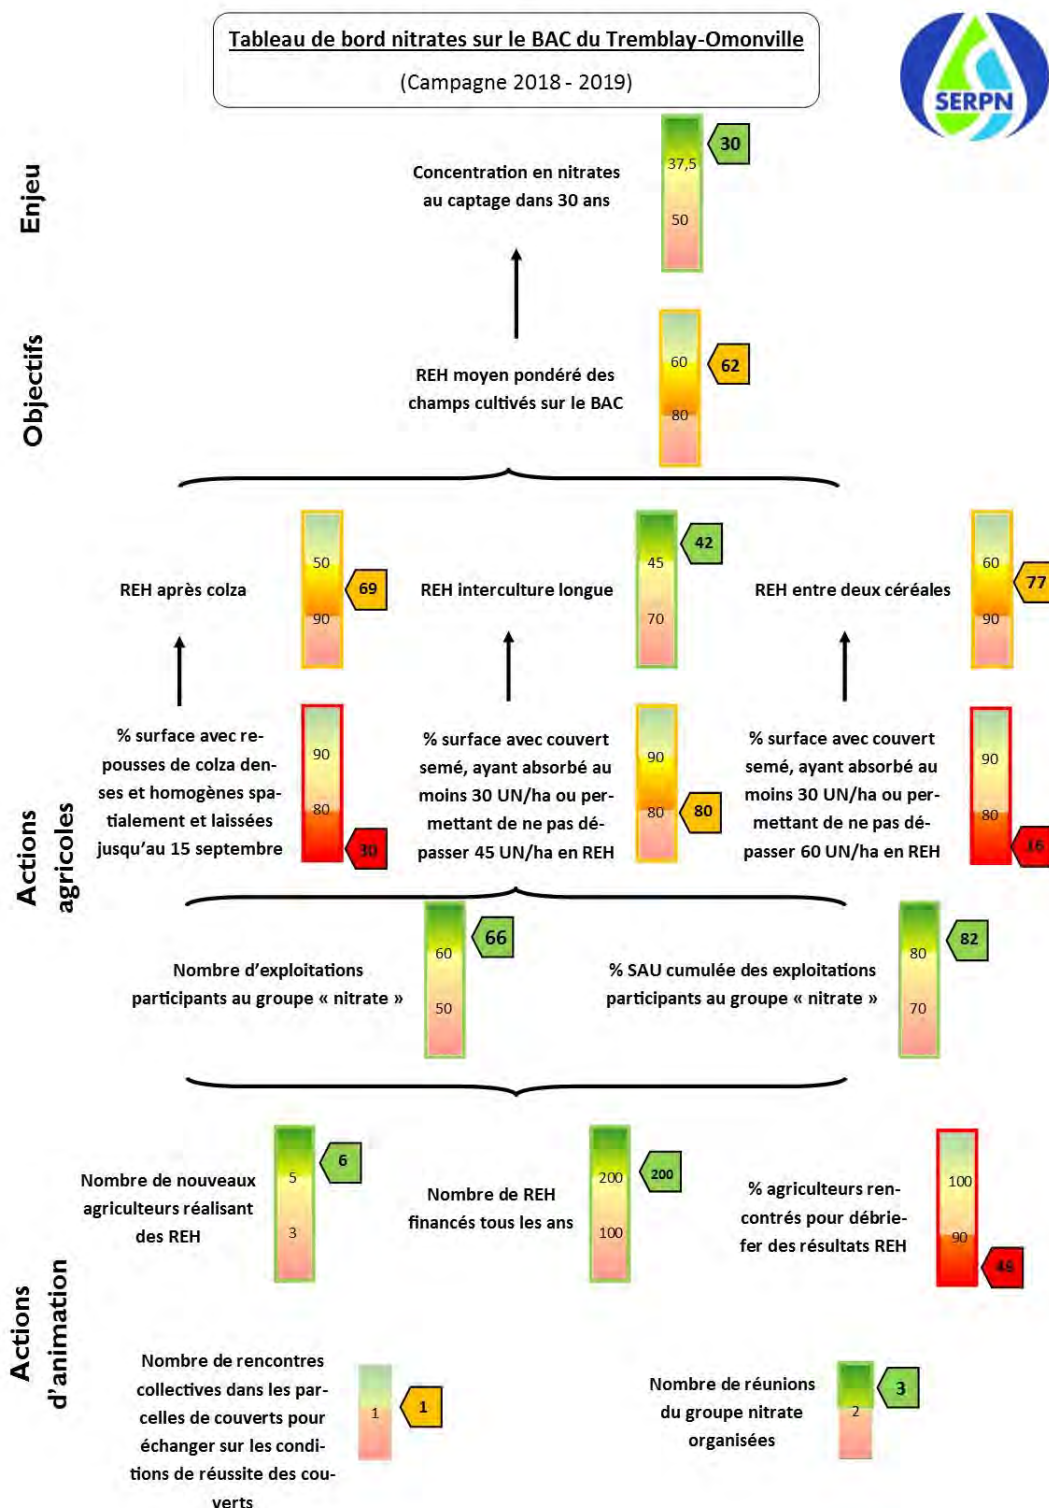 Tableau de bord nitrates sur le BAC du Tremblay-Omonville
(Campagne 2018 - 2019)
SERPN
Enjeu
Concentration en nitrates
au captage dans 30 ans
37,5
50
30
Objectifs
REH moyen pondéré des
champs cultivés sur le BAC
60
80
62
Actions
agricoles
REH après colza
50
90
69
REH interculture longue
45
70
42
REH entre deux céréales
60
90
77
% surface avec re-
pousses de colza den-
ses et homogènes spa-
tialement et laissées
jusqu'au 15 septembre
90
80
30
% surface avec couvert
semé, ayant absorbé au
moins 30 UN/ha ou per-
mettant de ne pas dé-
passer 45 UN/ha en REH
90
80
80
% surface avec couvert
semé, ayant absorbé au
moins 30 UN/ha ou per-
mettant de ne pas dé-
passer 60 UN/ha en REH
90
80
16
Nombre d'exploitations
participants au groupe « nitrate »
60
50
66
% SAU cumulée des exploitations
participants au groupe « nitrate »
80
70
82
Actions
d'animation
Nombre de nouveaux
agriculteurs réalisant
des REH
5
3
6
Nombre de REH
financés tous les ans
200
100
200
% agriculteurs ren-
contrés pour débrie-
fer des résultats REH
100
90
Nombre de rencontres
collectives dans les par-
celles de couverts pour
échanger sur les condi-
tions de réussite des cou-
verts
1
1
Nombre de réunions
du groupe nitrate
organisées
2
3